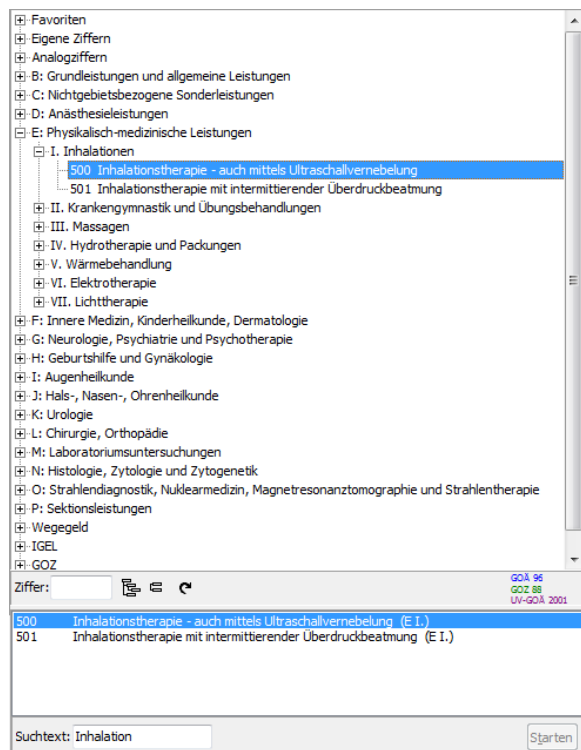 Favoriten
Eigene Ziffern
Analogziffern
B: Grundleistungen und allgemeine Leistungen
C: Nichtgebietsbezogene Sonderleistungen
D: Anästhesieleistungen
E: Physikalisch-medizinische Leistungen
I. Inhalationen
500 Inhalationstherapie - auch mittels Ultraschallvernebelung
501 Inhalationstherapie mit intermittierender Überdruckbeatmung
II. Krankengymnastik und Übungsbehandlungen
III. Massagen
IV. Hydrotherapie und Packungen
V. Wärmebehandlung
VI. Elektrotherapie
VII. Lichttherapie
F: Innere Medizin, Kinderheilkunde, Dermatologie
G: Neurologie, Psychiatrie und Psychotherapie
H: Geburtshilfe und Gynäkologie
I: Augenheilkunde
J: Hals-, Nasen-, Ohrenheilkunde
K: Urologie
L: Chirurgie, Orthopädie
M: Laboratoriumsuntersuchungen
N: Histologie, Zytologie und Zytogenetik
O: Strahlendiagnostik, Nuklearmedizin, Magnetresonanztomographie und Strahlentherapie
P: Sektionsleistungen
Wegegeld
IGEL
GOZ
Ziffer:
GOÄ 96
GOZ 88
UV-GOÄ 2001
500 Inhalationstherapie - auch mittels Ultraschallvernebelung (E I.)
501 Inhalationstherapie mit intermittierender Überdruckbeatmung (E I.)
Suchtext: Inhalation Starten